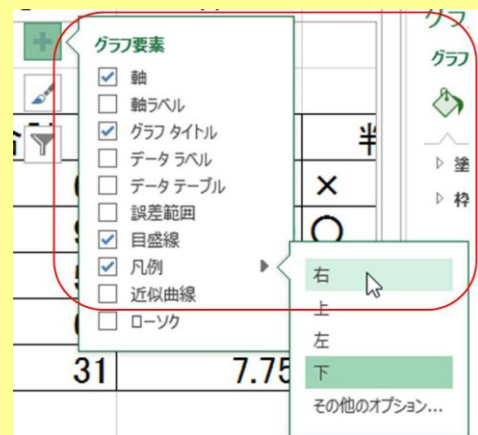 グラフ要素
軸
軸ラベル
グラフ タイトル
データ ラベル
データ テーブル
誤差範囲
目盛線
凡例
近似曲線
ローソク
右
上
左
下
その他のオプション...
グラフ
塗
枠
半
×
○
31
7.75